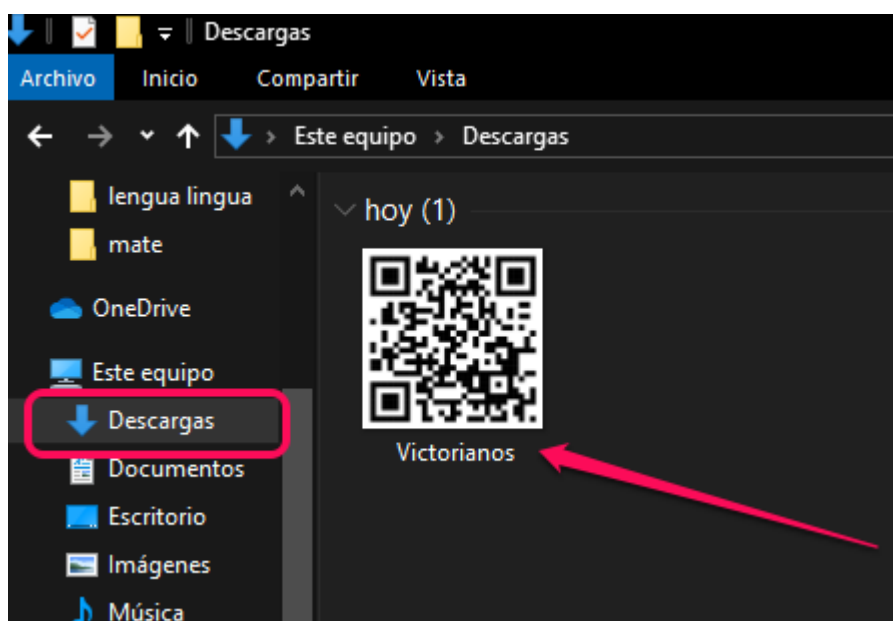 Descargas
Archivo Inicio Compartir Vista
Este equipo > Descargas
lengua lingua
mate
OneDrive
Este equipo
Descargas
Documentos
Escritorio
Imágenes
Música
hoy (1)
Victorianos